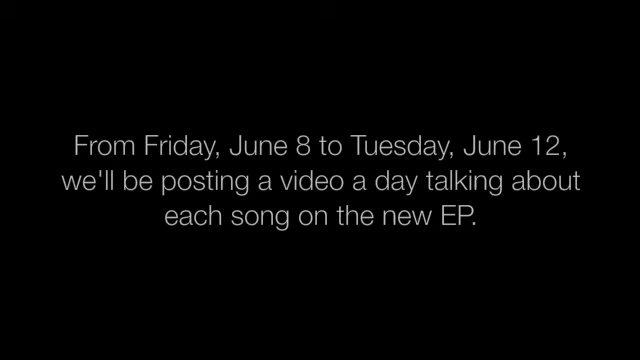 From Friday, June 8 to Tuesday, June 12,
we'll be posting a video a day talking about
each song on the new EP.